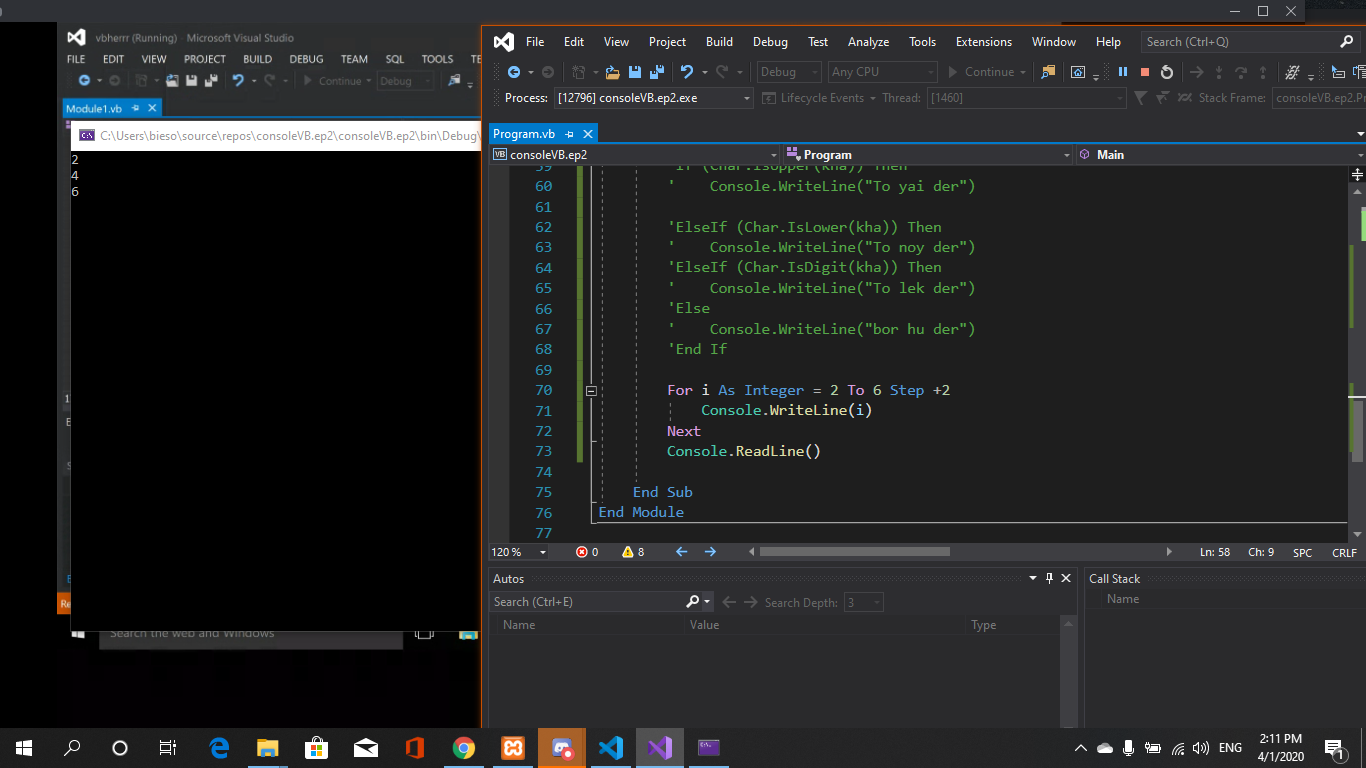 vbherrr (Running) - Microsoft Visual Studio
FILE EDIT VIEW PROJECT BUILD DEBUG TEAM SQL TOOLS
Continue Debug
Module1.vb
C:\Users\bieso\source\repos\consoleVB.ep2\consoleVB.ep2\bin\Debug\
2
4
6
Search the web and Windows
File Edit View Project Build Debug Test Analyze Tools Extensions Window Help Search (Ctrl+Q)
Debug Any CPU Continue
Process: [12796] consoleVB.ep2.exe Lifecycle Events Thread: [1460] Stack Frame: consoleVB.ep2.Pr
Program.vb
VB consoleVB.ep2 Program Main
59 'If (Char.IsUpper(kha)) Then
60 '    Console.WriteLine("To yai der")
61
62 'ElseIf (Char.IsLower(kha)) Then
63 '    Console.WriteLine("To noy der")
64 'ElseIf (Char.IsDigit(kha)) Then
65 '    Console.WriteLine("To lek der")
66 'Else
67 '    Console.WriteLine("bor hu der")
68 'End If
69
70 For i As Integer = 2 To 6 Step +2
71 Console.WriteLine(i)
72 Next
73 Console.ReadLine()
74
75 End Sub
76 End Module
77
120 % 0 8 Ln: 58 Ch: 9 SPC CRLF
Autos
Search (Ctrl+E) Search Depth: 3
Name Value Type
Call Stack
Name
ENG 2:11 PM
4/1/2020
1